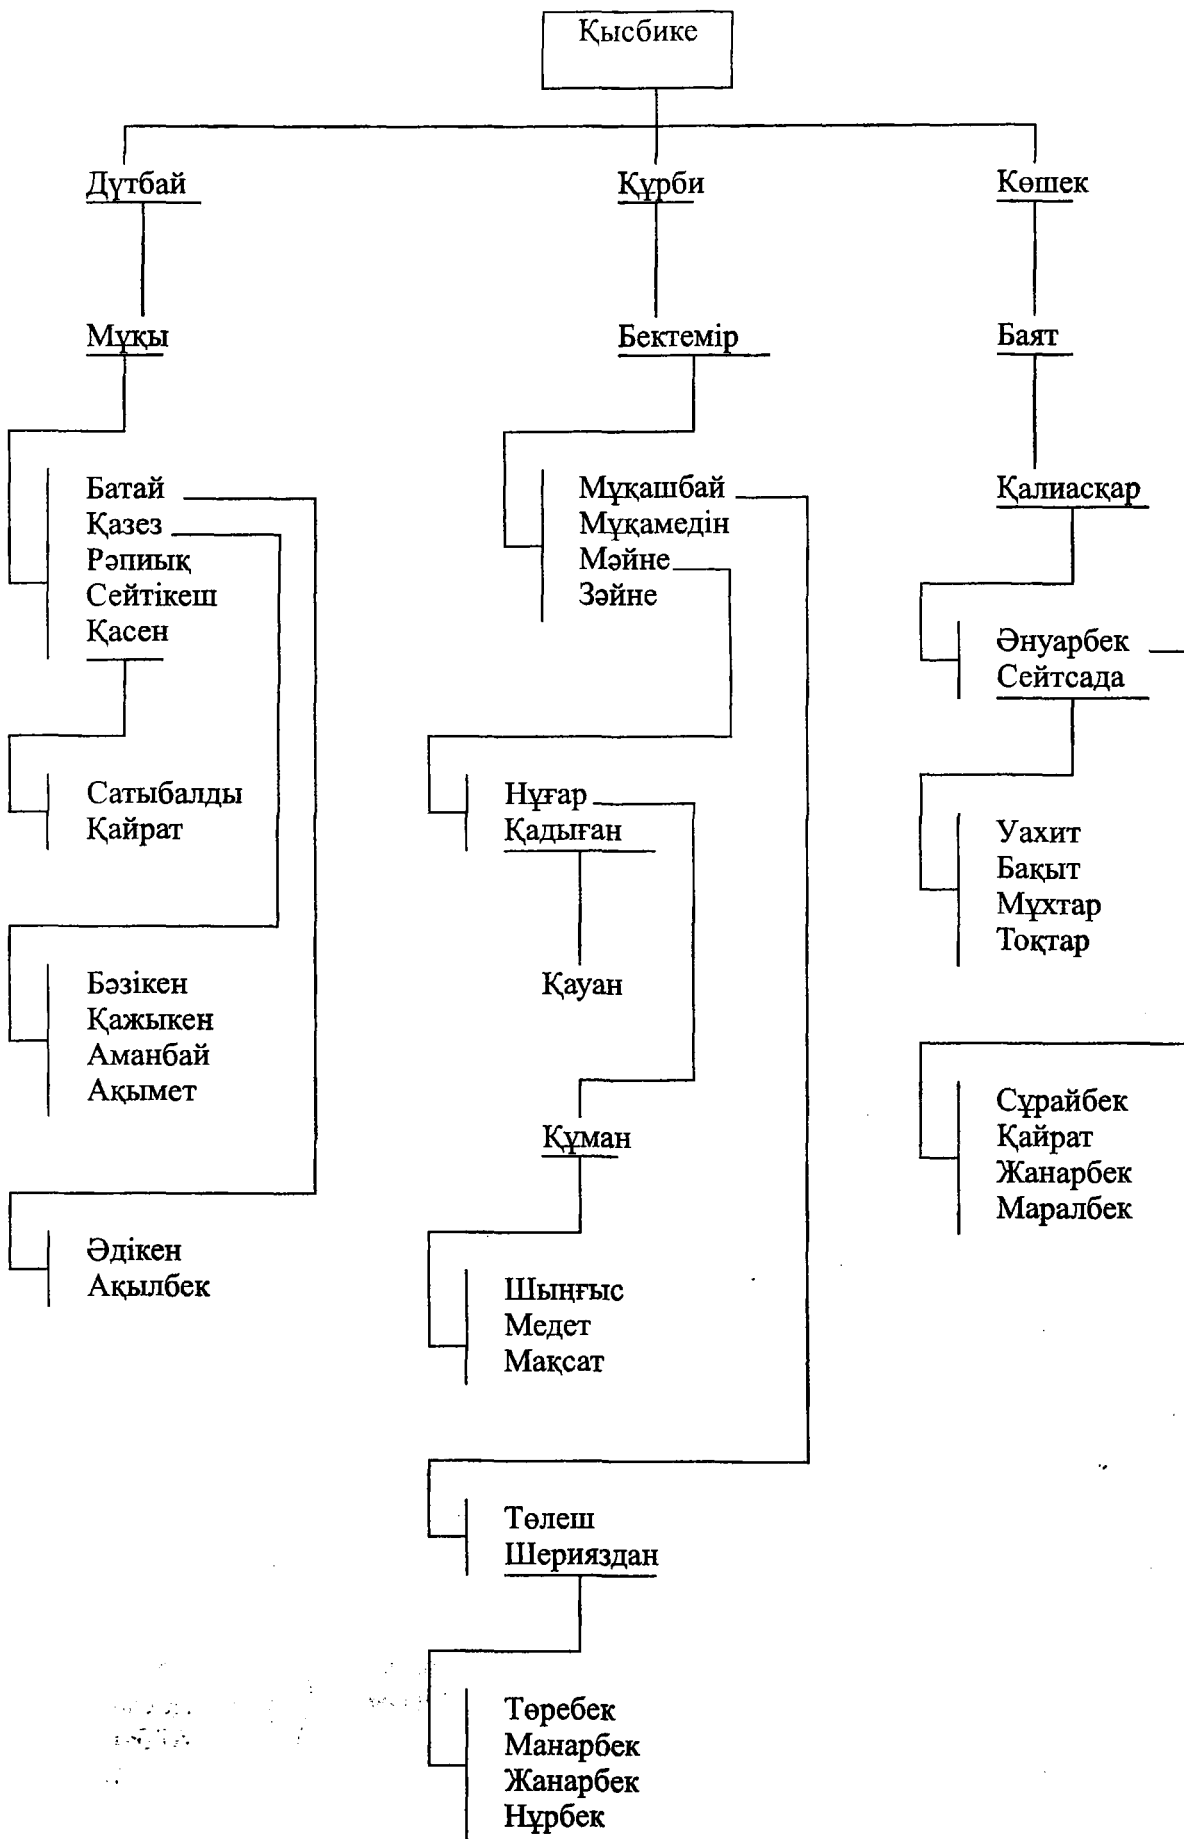 Қысбике
Дүтбай
Құрби
Көшек
Мұқы
Бектемір
Баят
Батай
Қазез
Рәпиық
Сейтікеш
Қасен
Мұқашбай
Мұқамедін
Мәйне
Зәйне
Қалиасқар
Әнуарбек
Сейтсада
Сатыбалды
Қайрат
Нұғар
Қадыған
Уахит
Бақыт
Мұхтар
Тоқтар
Бәзікен
Қажыкен
Аманбай
Ақымет
Қауан
Құман
Сұрайбек
Қайрат
Жанарбек
Маралбек
Әдікен
Ақылбек
Шыңғыс
Медет
Мақсат
Төлеш
Шерияздан
Төребек
Манарбек
Жанарбек
Нұрбек